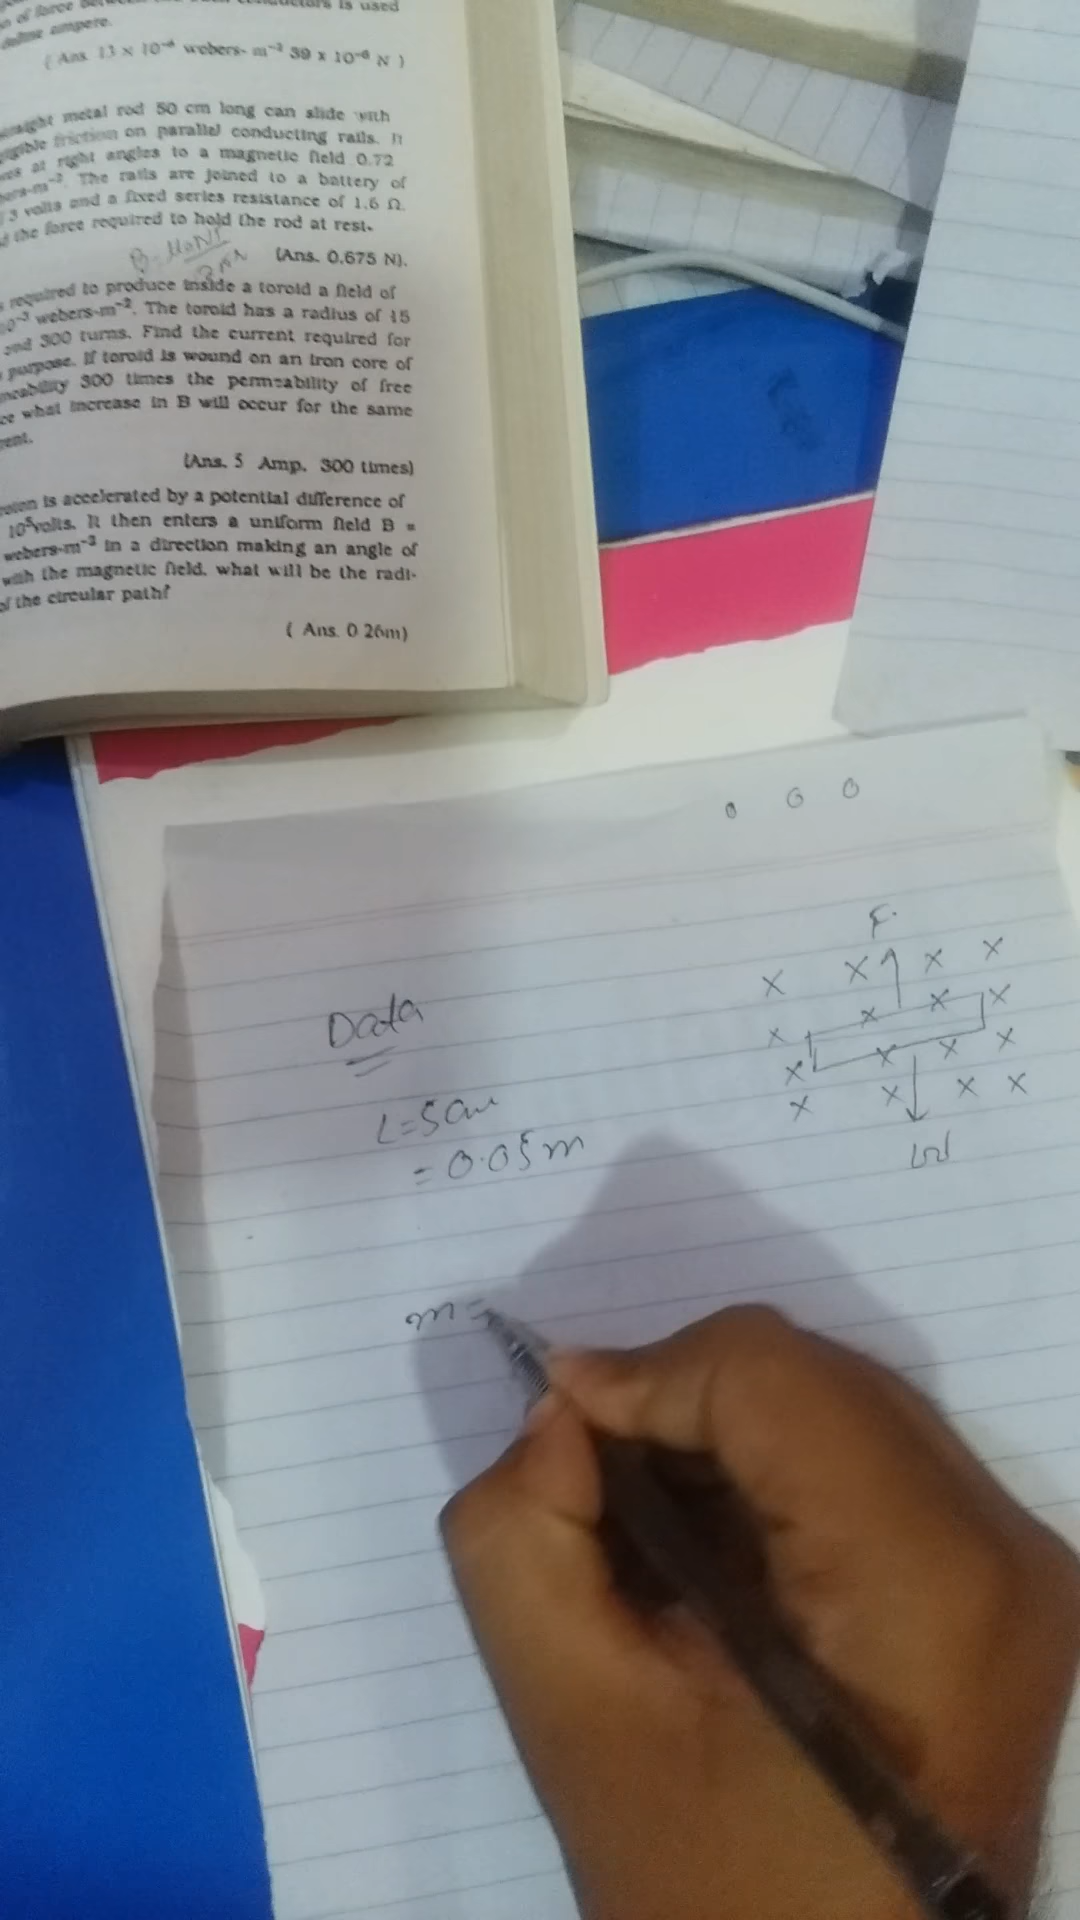 of force
is used
define ampere.
( Ans. 13 × 10⁻⁴ webers- m⁻² 39 x 10⁻⁶ N )
metal rod 50 cm long can slide with
friction on parallel conducting rails. It
at right angles to a magnetic field 0.72
The rails are joined to a battery of
3 volts and a fixed series resistance of 1.6 Ω.
the force required to hold the rod at rest.
(Ans. 0.675 N).
required to produce inside a toroid a field of
webers-m⁻². The toroid has a radius of 15
and 300 turns. Find the current required for
purpose. If toroid is wound on an iron core of
300 times the permeability of free
what increase in B will occur for the same
(Ans. 5 Amp. 300 times)
is accelerated by a potential difference of
10⁵volts. It then enters a uniform field B =
webers-m⁻² in a direction making an angle of
with the magnetic field. what will be the radi-
of the circular path?
( Ans. 0 26m)
F.
x x x x
x x x x
x x x x
x x x x
Data
L=5cm
= 0.05m
W
m =